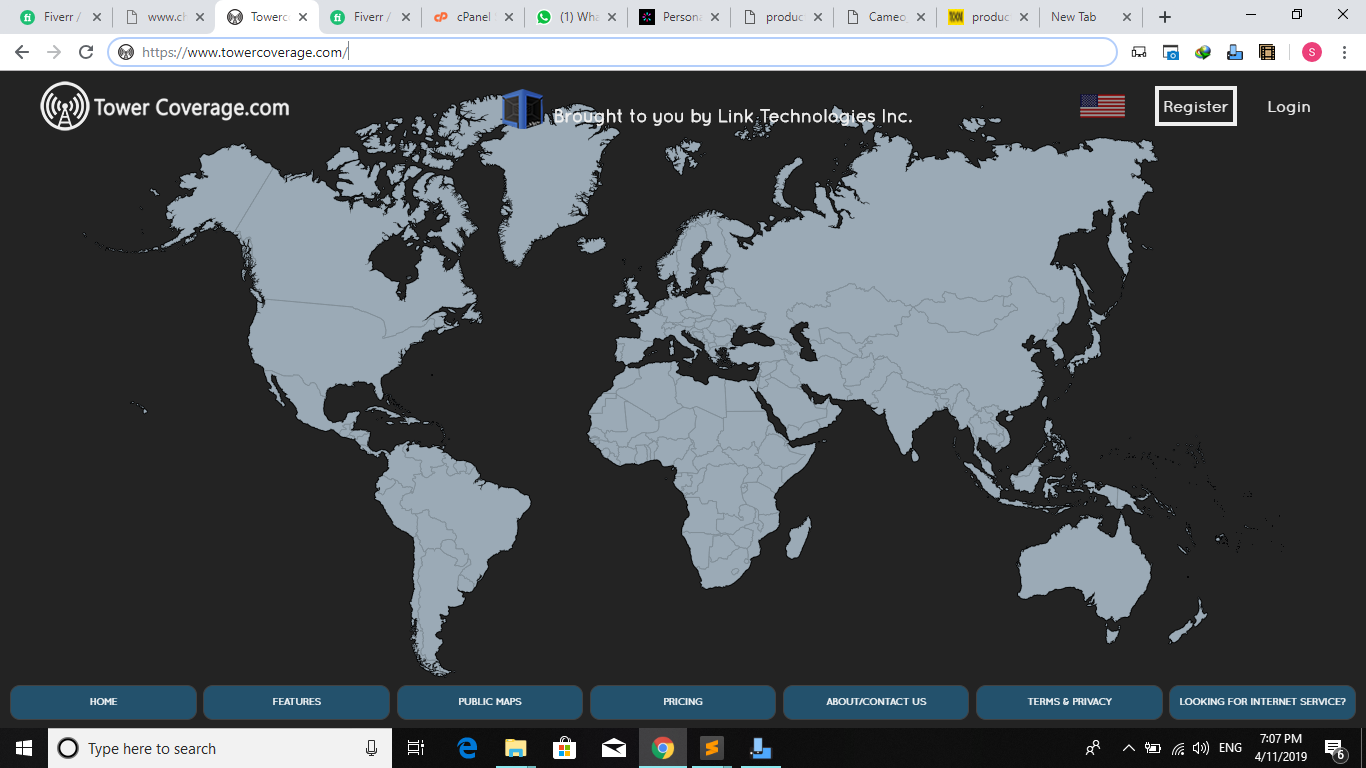 Fiverr /
www.ch
Towerc
Fiverr /
cPanel
(1) Wha
Persona
produc
Cameo
produc
New Tab
https://www.towercoverage.com/
S
Tower Coverage.com
Brought to you by Link Technologies Inc.
Register
Login
HOME
FEATURES
PUBLIC MAPS
PRICING
ABOUT/CONTACT US
TERMS & PRIVACY
LOOKING FOR INTERNET SERVICE?
Type here to search
ENG
7:07 PM
4/11/2019
6